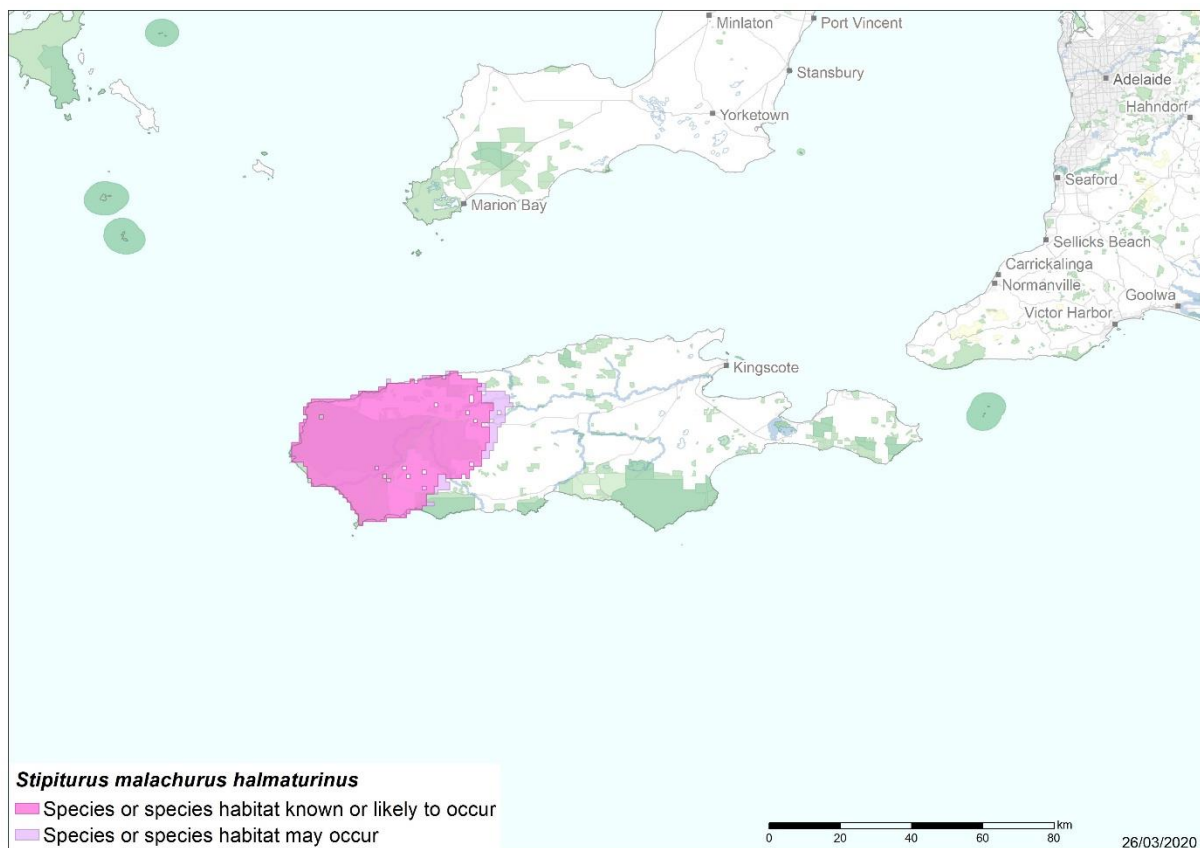 Minlaton
Port Vincent
Stansbury
Adelaide
Hahndorf
Yorketown
Seaford
Marion Bay
Sellicks Beach
Carrickalinga
Normanville
Goolwa
Victor Harbor
Kingscote
Stipiturus malachurus halmaturinus
Species or species habitat known or likely to occur
Species or species habitat may occur
km
0 20 40 60 80
26/03/2020